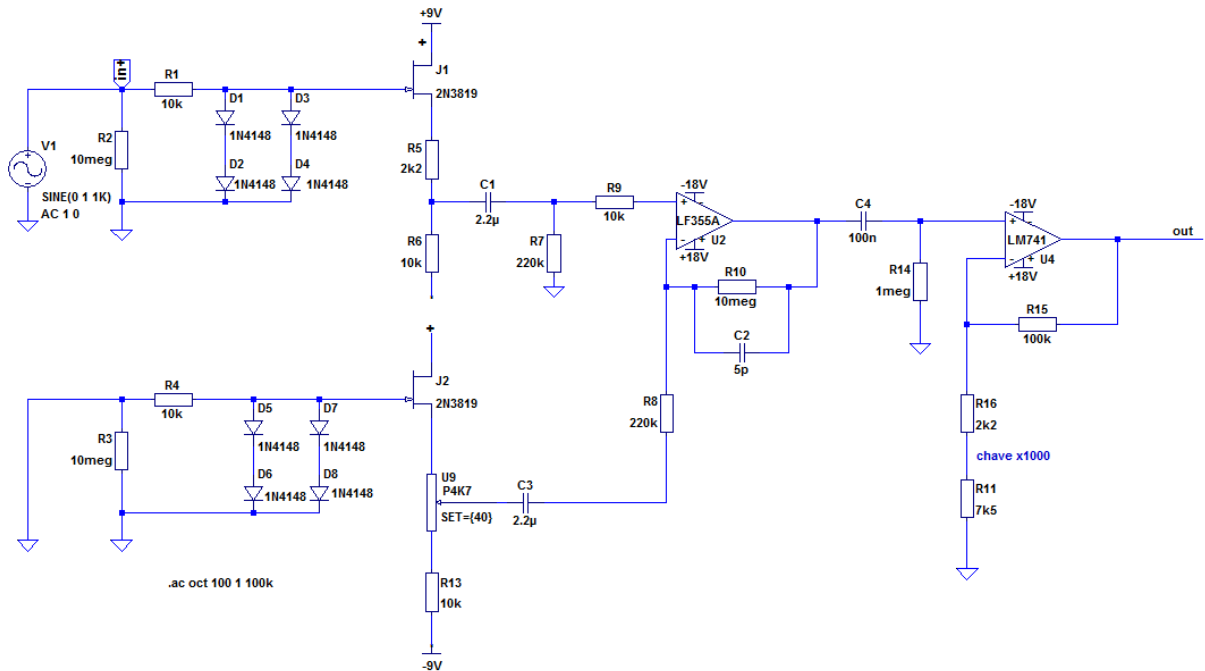 +9V
+
in+
R1
10k
D1
1N4148
D3
1N4148
J1
2N3819
V1
SINE(0 1 1K)
AC 1 0
R2
10meg
D2
1N4148
D4
1N4148
R5
2k2
C1
2.2µ
R9
10k
R6
10k
R7
220k
-18V
+
-
LF355A
U2
+
+18V
R10
10meg
C2
5p
C4
100n
R14
1meg
-18V
+
-
LM741
U4
+
+18V
out
R15
100k
R16
2k2
chave x1000
R11
7k5
+
J2
2N3819
R4
10k
D5
1N4148
D7
1N4148
R3
10meg
D6
1N4148
D8
1N4148
U9
P4K7
SET={40}
C3
2.2µ
R8
220k
R13
10k
-9V
.ac oct 100 1 100k